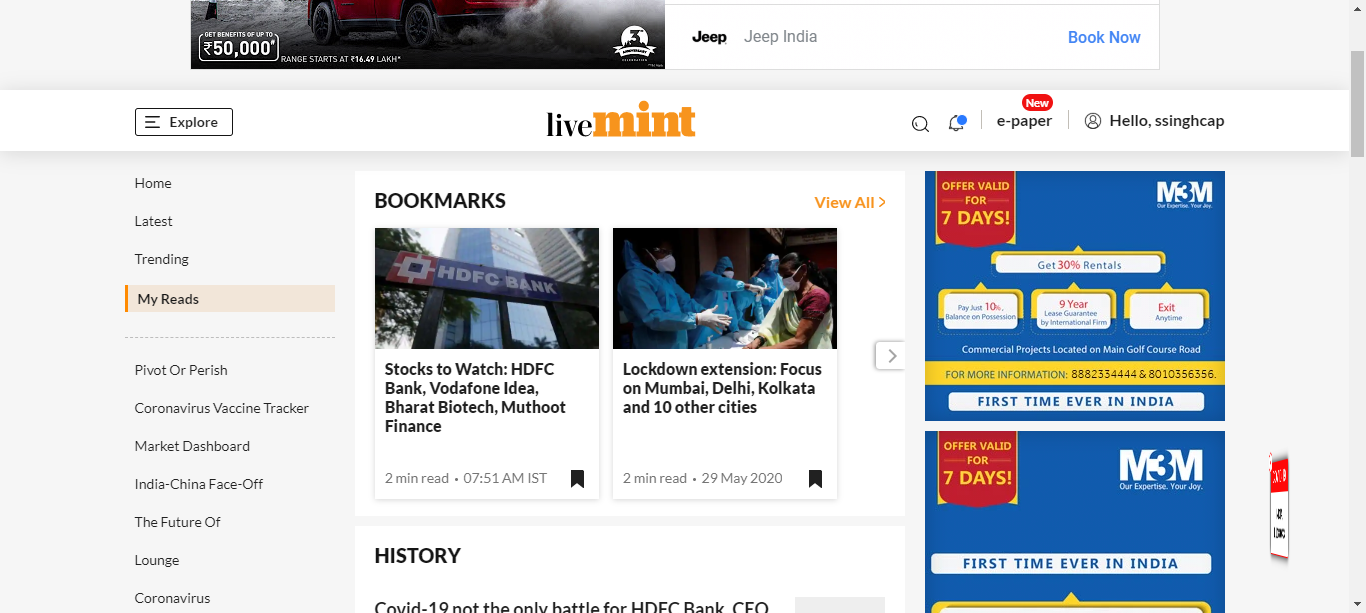 GET BENEFITS OF UP TO
₹50,000#
RANGE STARTS AT ₹16.49 LAKH*
3
Jeep
Jeep India
Book Now
Explore
livemint
New
e-paper
Hello, ssinghcap
Home
Latest
Trending
My Reads
Pivot Or Perish
Coronavirus Vaccine Tracker
Market Dashboard
India-China Face-Off
The Future Of
Lounge
Coronavirus
BOOKMARKS
View All
HDFC BANK
Stocks to Watch: HDFC
Bank, Vodafone Idea,
Bharat Biotech, Muthoot
Finance
2 min read • 07:51 AM IST
Lockdown extension: Focus
on Mumbai, Delhi, Kolkata
and 10 other cities
2 min read • 29 May 2020
HISTORY
Covid-19 not the only battle for HDFC Bank, CEO
OFFER VALID
FOR
7 DAYS!
M3M
Our Expertise. Your Joy.
Get 30% Rentals
Pay Just 10%,
Balance on Possession
9 Year
Lease Guarantee
by International Firm
Exit
Anytime
Commercial Projects Located on Main Golf Course Road
FOR MORE INFORMATION: 8882334444 & 8010356356.
FIRST TIME EVER IN INDIA
OFFER VALID
FOR
7 DAYS!
M3M
Our Expertise. Your Joy.
FIRST TIME EVER IN INDIA